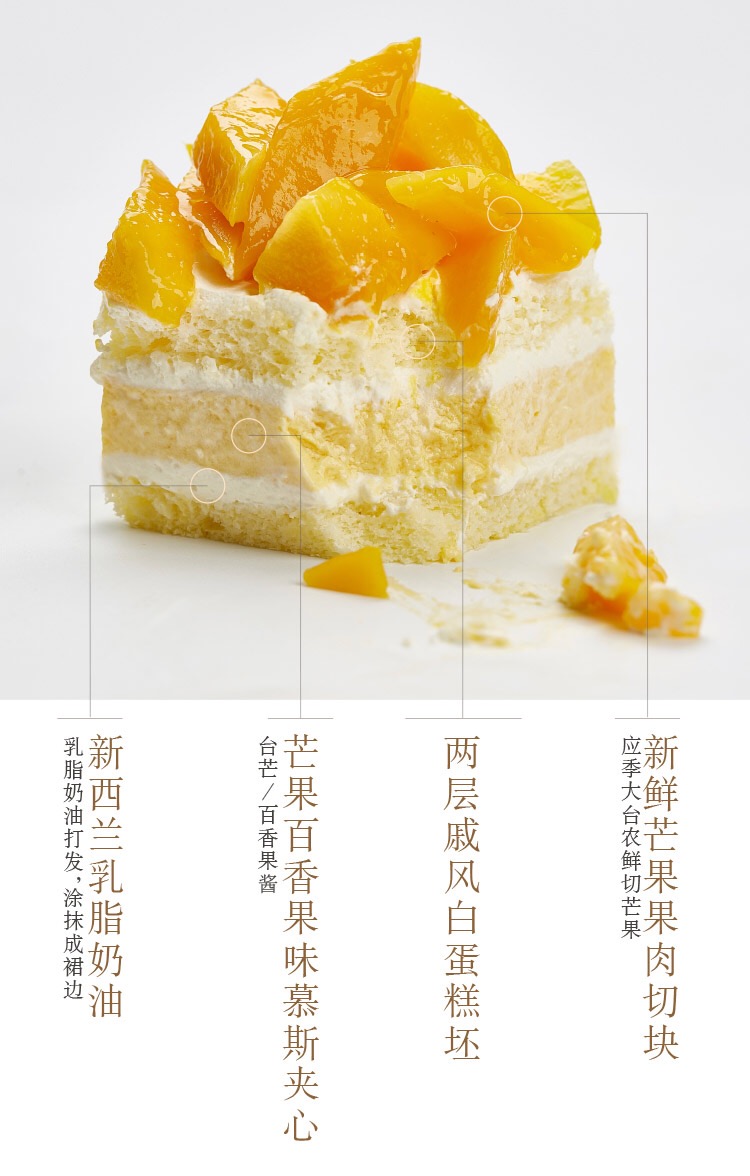 新鲜芒果果肉切块
应季大台农鲜切芒果
两层戚风白蛋糕坯
芒果百香果味慕斯夹心
台芒/百香果酱
新西兰乳脂奶油
乳脂奶油打发,涂抹成裙边